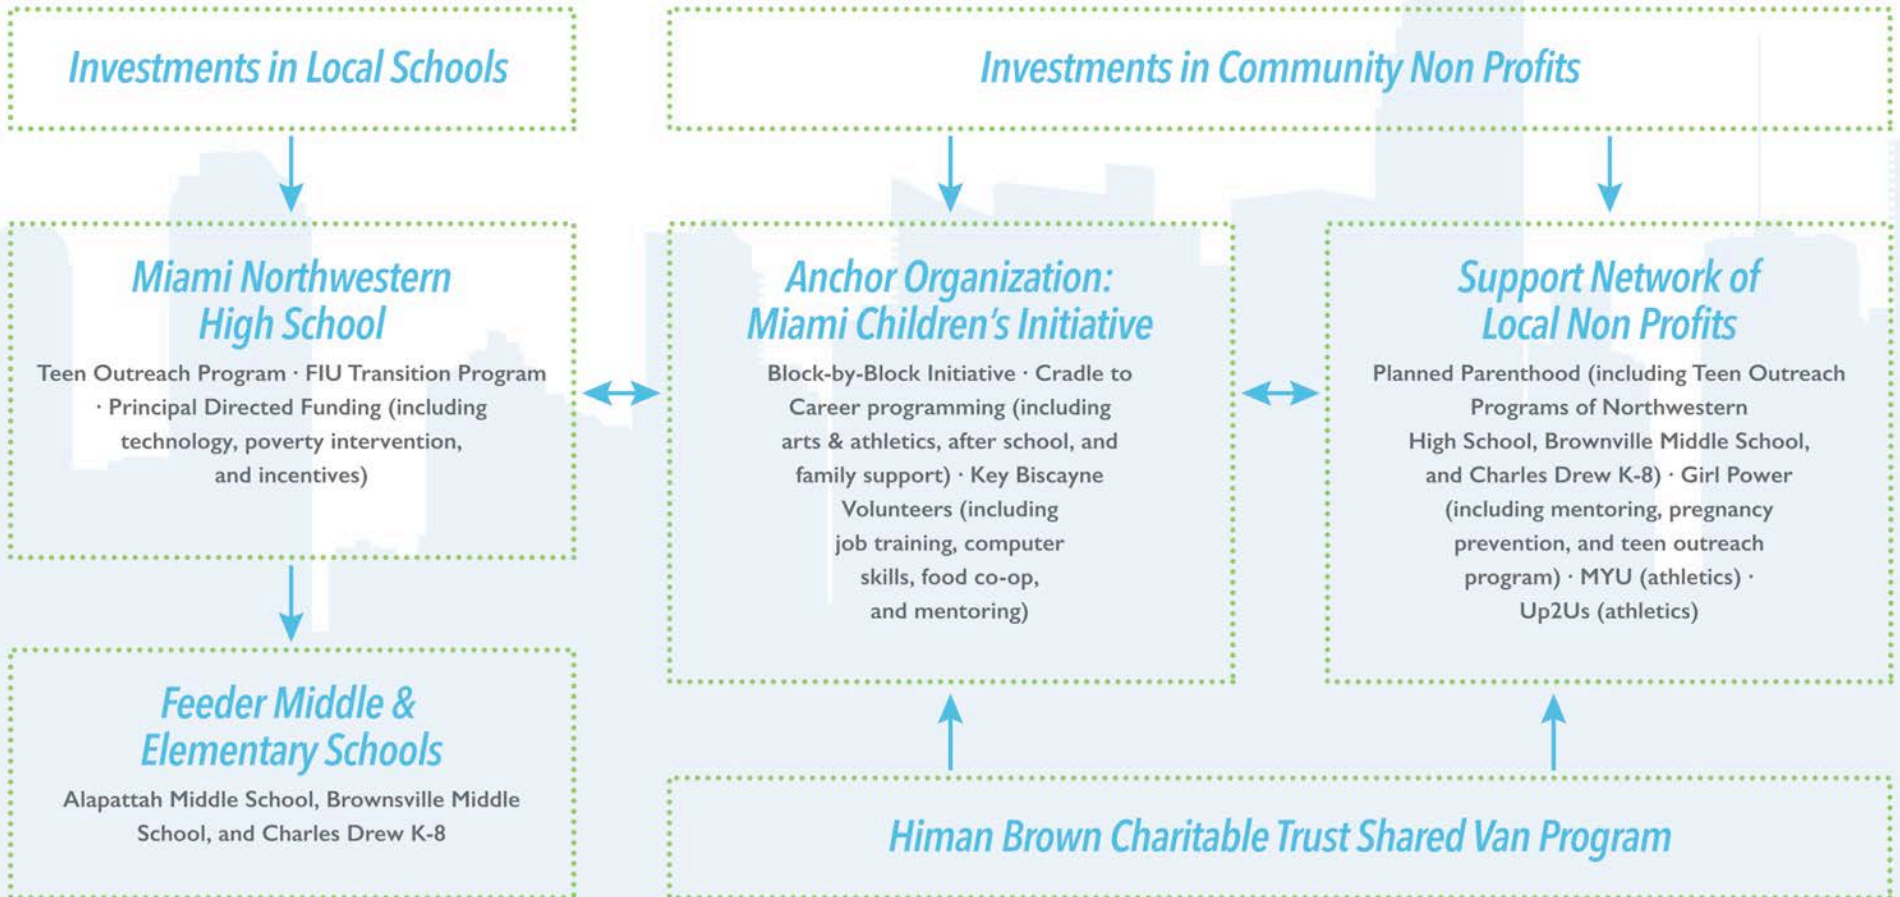 Investments in Local Schools
Investments in Community Non Profits
Miami Northwestern
High School
Teen Outreach Program · FIU Transition Program
· Principal Directed Funding (including
technology, poverty intervention,
and incentives)
Anchor Organization:
Miami Children's Initiative
Block-by-Block Initiative · Cradle to
Career programming (including
arts & athletics, after school, and
family support) · Key Biscayne
Volunteers (including
job training, computer
skills, food co-op,
and mentoring)
Support Network of
Local Non Profits
Planned Parenthood (including Teen Outreach
Programs of Northwestern
High School, Brownville Middle School,
and Charles Drew K-8) · Girl Power
(including mentoring, pregnancy
prevention, and teen outreach
program) · MYU (athletics) ·
Up2Us (athletics)
Feeder Middle &
Elementary Schools
Alapattah Middle School, Brownsville Middle
School, and Charles Drew K-8
Himan Brown Charitable Trust Shared Van Program